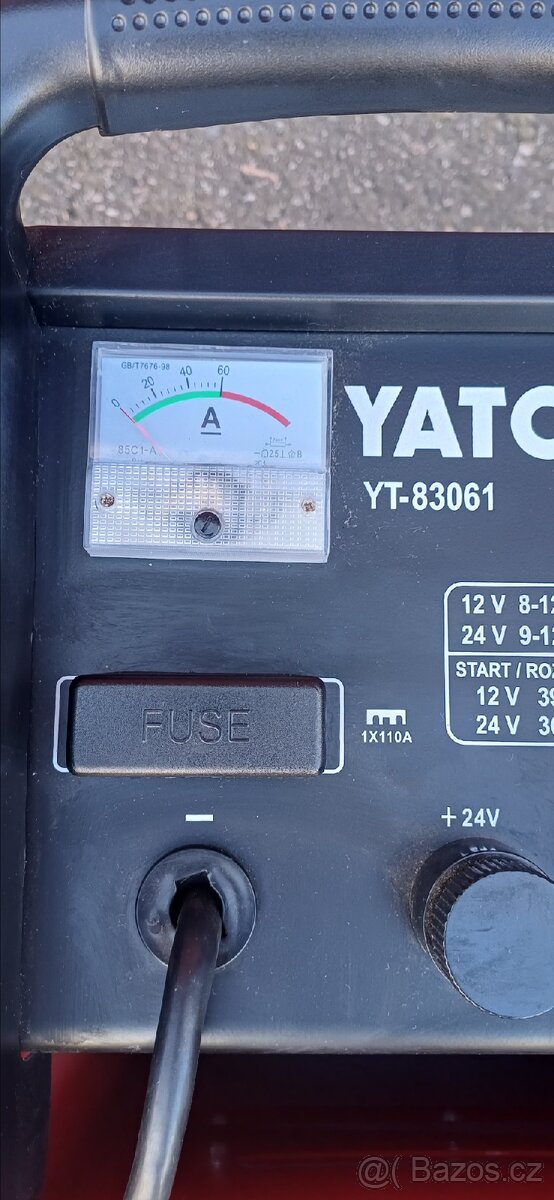 GB/T7676-98
0 20 40 60
A
85C1-A
YATO
YT-83061
12 V 8-12
24 V 9-12
START / ROZ
12 V 39
24 V 36
FUSE
1X110A
–
+ 24V
@( Bazos.cz